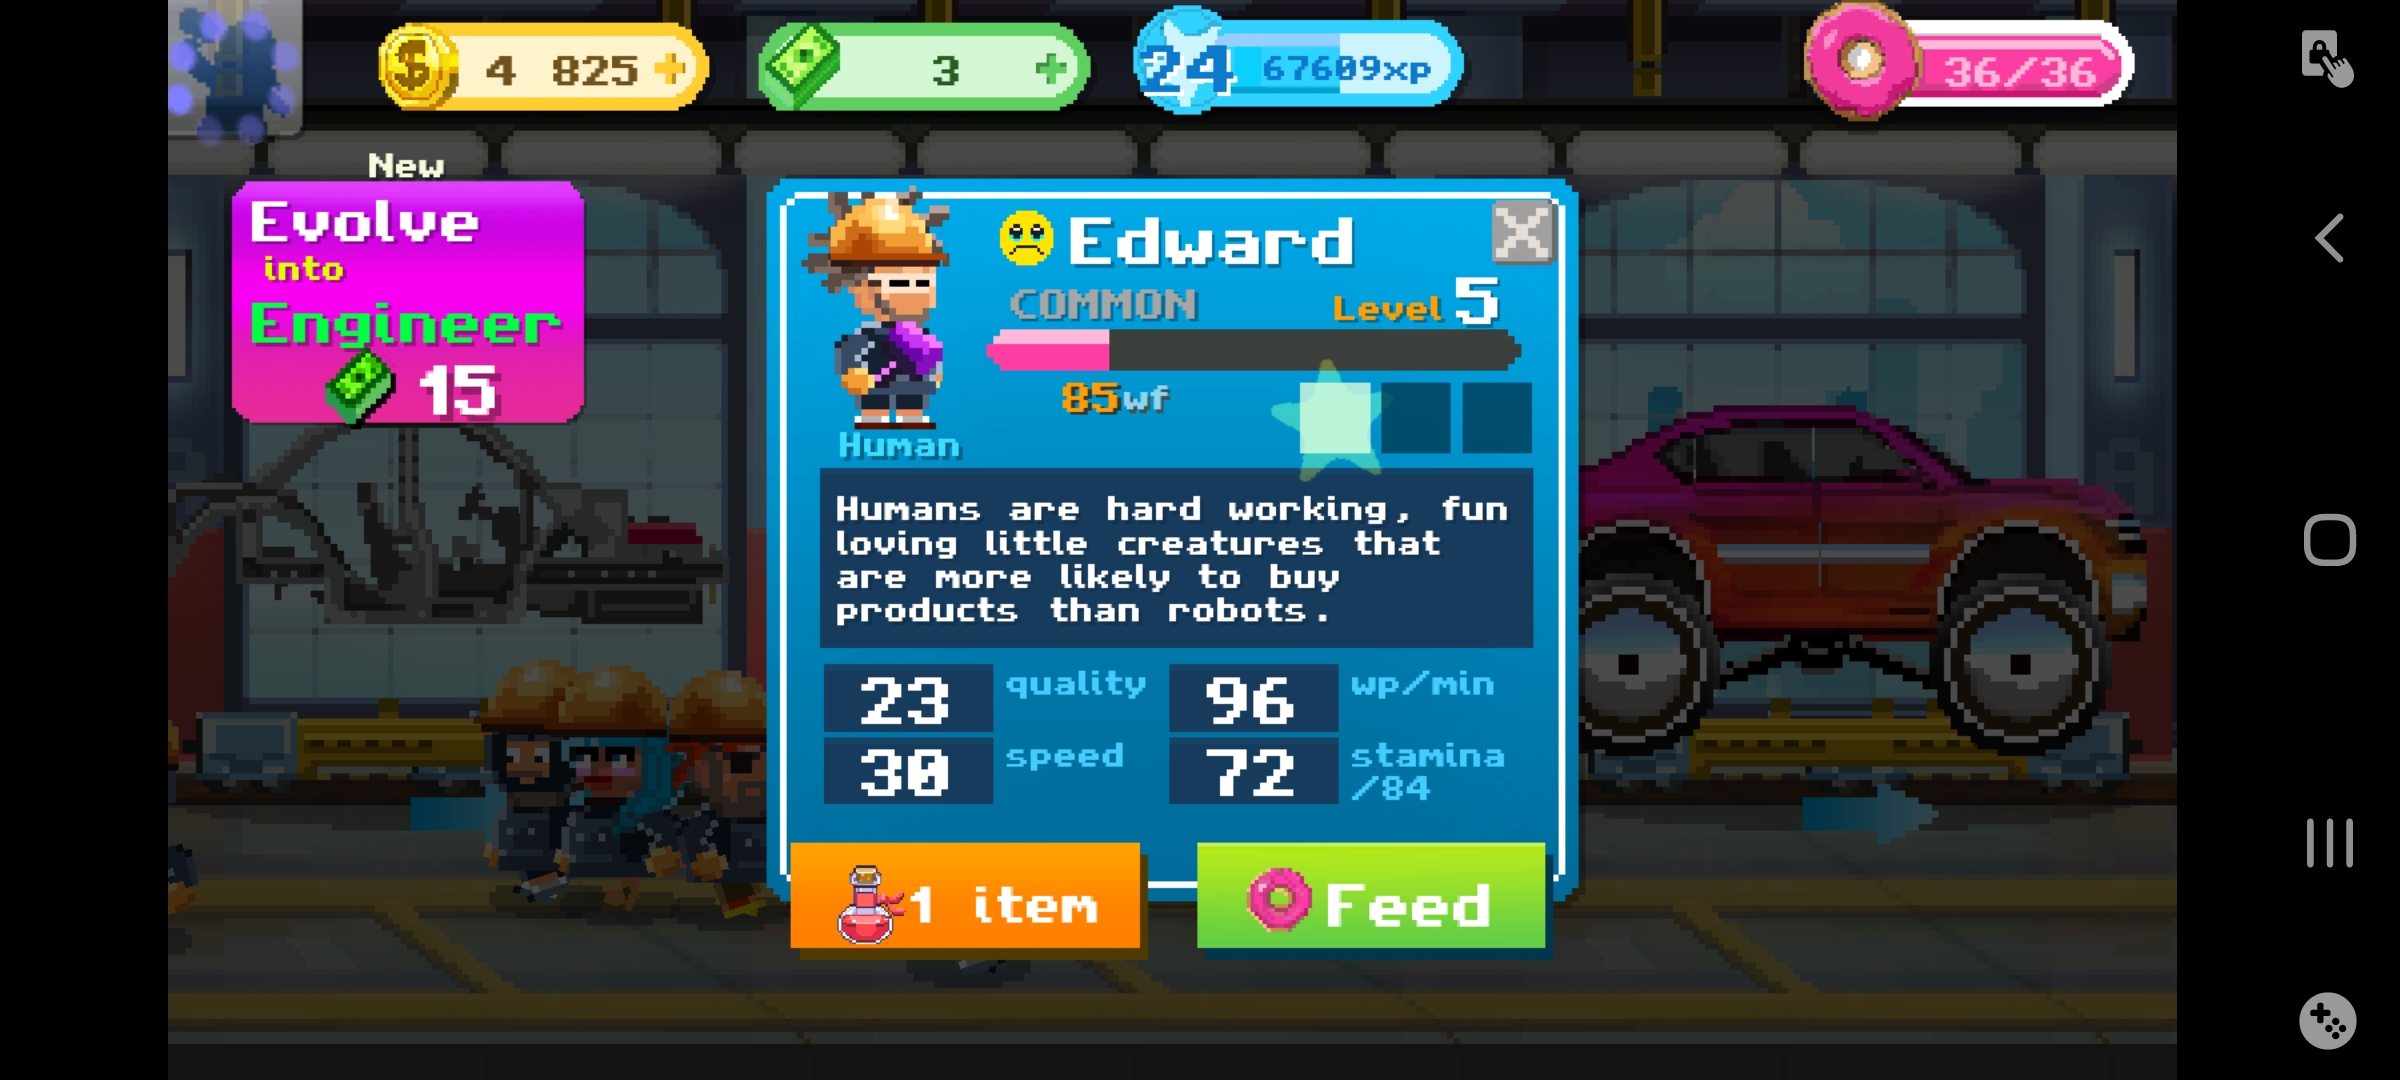 4 825
3
24 67609xp
36/36
New
Evolve
into
Engineer
15
Edward
COMMON
Level 5
85wf
Human
Humans are hard working, fun
loving little creatures that
are more likely to buy
products than robots.
23 quality
96 wp/min
30 speed
72 stamina
/84
1 item
Feed